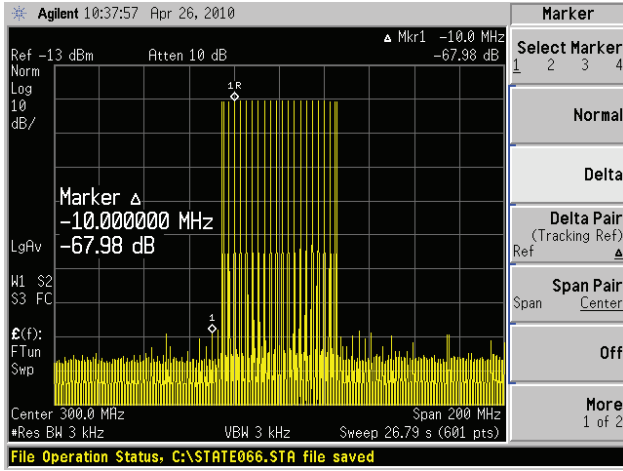 Agilent 10:37:57 Apr 26, 2010
Marker
Δ Mkr1 -10.0 MHz
Ref -13 dBm Atten 10 dB -67.98 dB
Norm
Log
10
dB/
1R
Marker Δ
-10.000000 MHz
-67.98 dB
LgAv
W1 S2
S3 FC
1
£(f):
FTun
Swp
Center 300.0 MHz Span 200 MHz
#Res BW 3 kHz VBW 3 kHz Sweep 26.79 s (601 pts)
File Operation Status, C:\STATE066.STA file saved
Select Marker
1 2 3 4
Normal
Delta
Delta Pair
(Tracking Ref)
Ref Δ
Span Pair
Span Center
Off
More
1 of 2